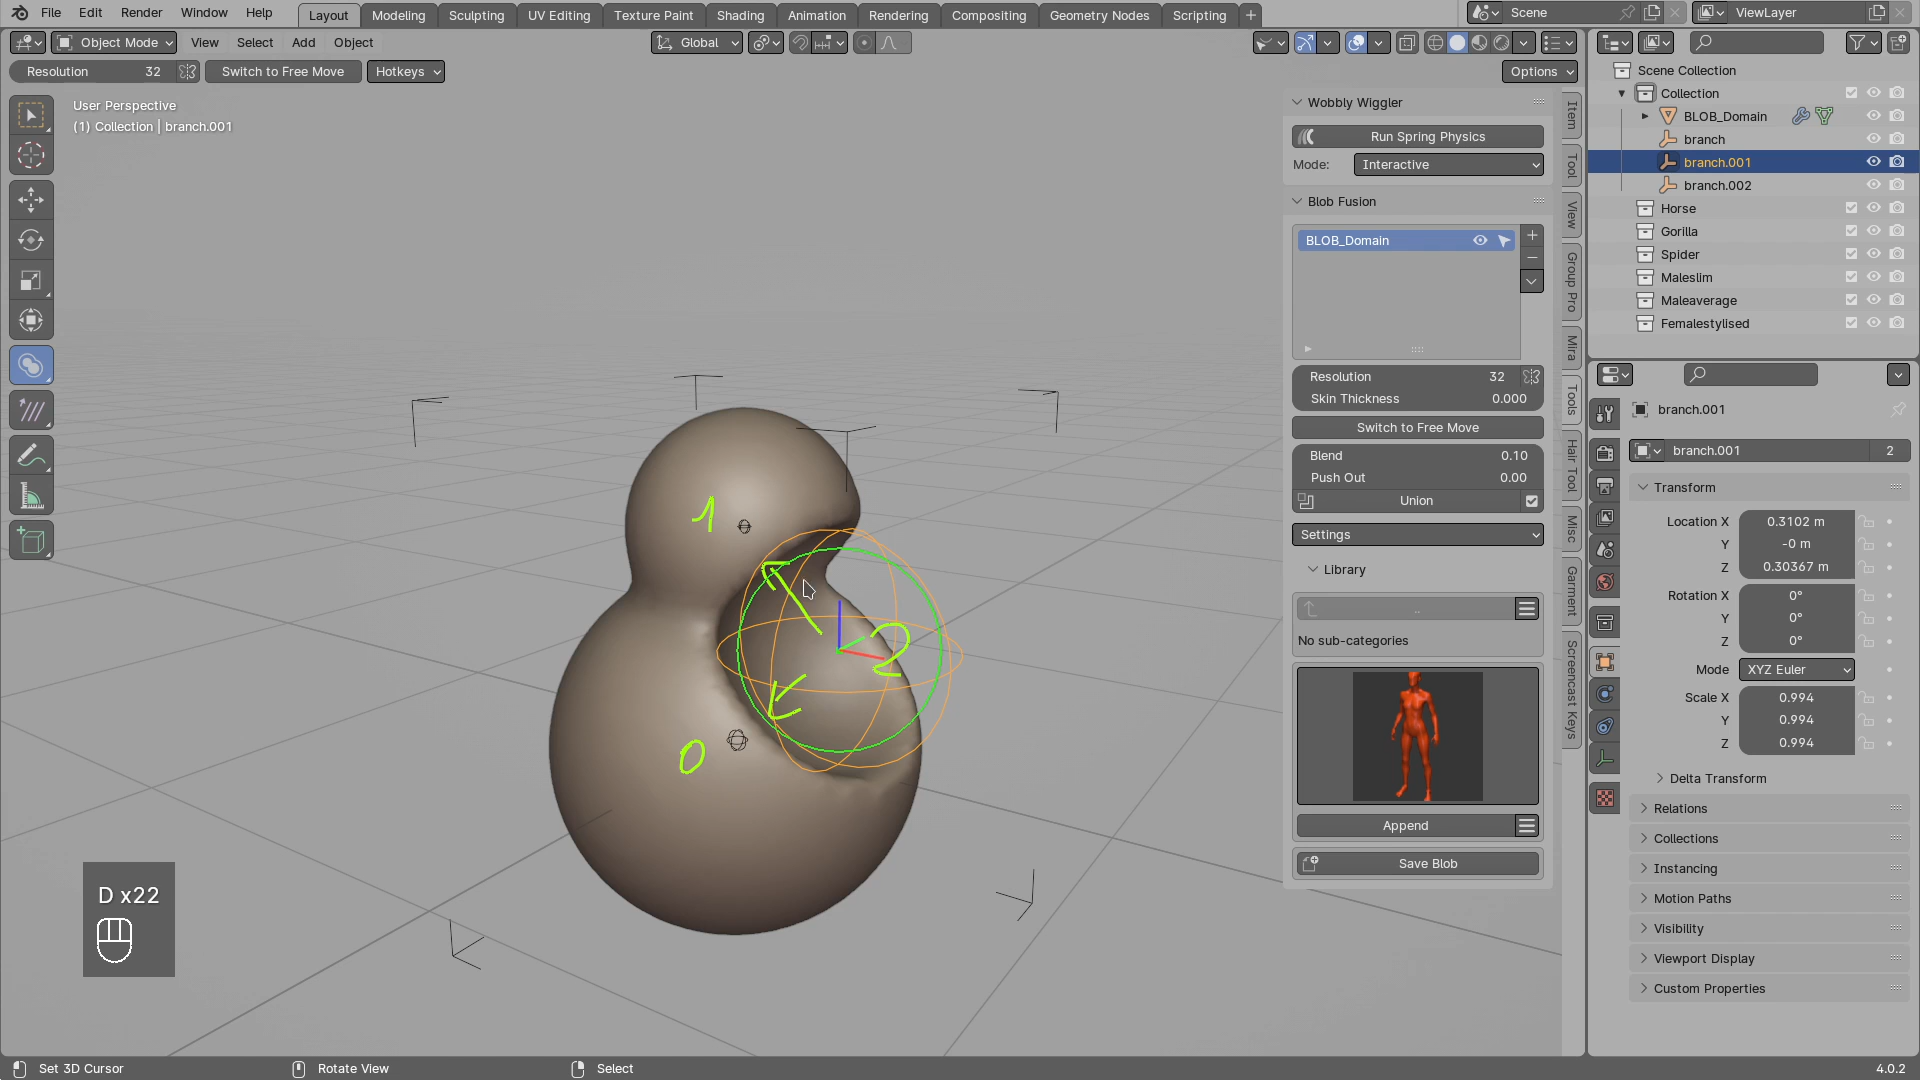 File Edit Render Window Help Layout Modeling Sculpting UV Editing Texture Paint Shading Animation Rendering Compositing Geometry Nodes Scripting + Scene ViewLayer
Object Mode View Select Add Object Global
Resolution 32 Switch to Free Move Hotkeys Options
User Perspective
(1) Collection | branch.001
1
2
0
D x22
Wobbly Wiggler
Run Spring Physics
Mode: Interactive
Blob Fusion
BLOB_Domain
Resolution 32
Skin Thickness 0.000
Switch to Free Move
Blend 0.10
Push Out 0.00
Union
Settings
Library
..
No sub-categories
Append
Save Blob
Item
Tool
View
Group Pro
Mira
Tools
Hair Tool
Misc
Garment
Screencast Keys
Scene Collection
Collection
BLOB_Domain
branch
branch.001
branch.002
Horse
Gorilla
Spider
Maleslim
Maleaverage
Femalestylised
branch.001
branch.001 2
Transform
Location X 0.3102 m
Y -0 m
Z 0.30367 m
Rotation X 0°
Y 0°
Z 0°
Mode XYZ Euler
Scale X 0.994
Y 0.994
Z 0.994
Delta Transform
Relations
Collections
Instancing
Motion Paths
Visibility
Viewport Display
Custom Properties
Set 3D Cursor Rotate View Select 4.0.2